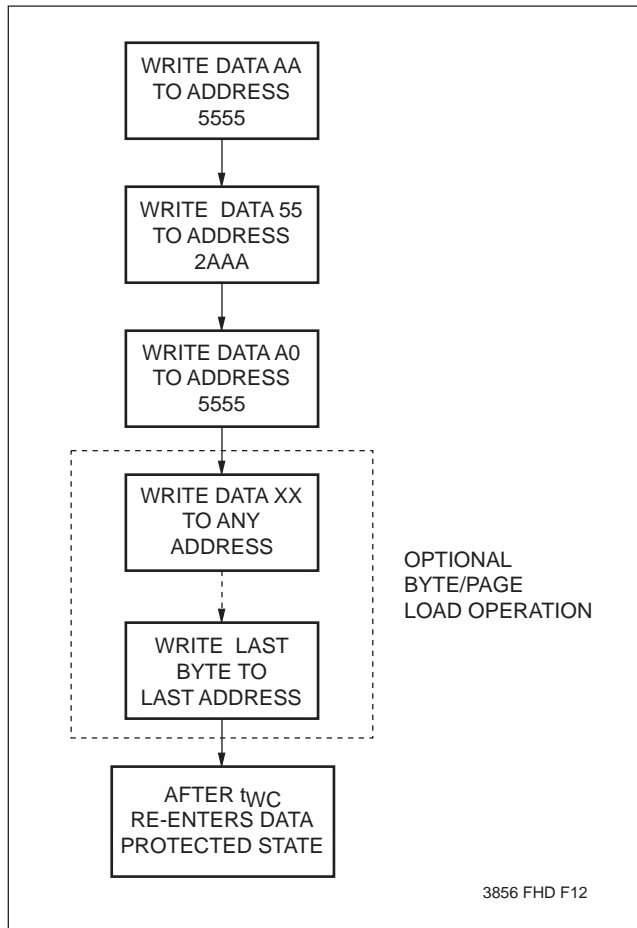 WRITE DATA AA
TO ADDRESS
5555
WRITE DATA 55
TO ADDRESS
2AAA
WRITE DATA A0
TO ADDRESS
5555
WRITE DATA XX
TO ANY
ADDRESS
OPTIONAL
BYTE/PAGE
LOAD OPERATION
WRITE LAST
BYTE TO
LAST ADDRESS
AFTER tWC
RE-ENTERS DATA
PROTECTED STATE
3856 FHD F12